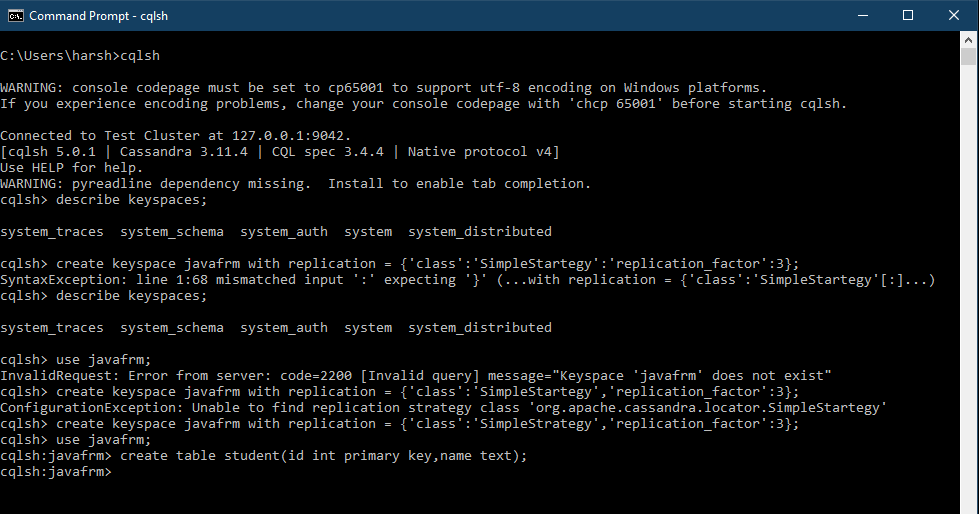 Command Prompt - cqlsh
C:\Users\harsh>cqlsh
WARNING: console codepage must be set to cp65001 to support utf-8 encoding on Windows platforms.
If you experience encoding problems, change your console codepage with 'chcp 65001' before starting cqlsh.
Connected to Test Cluster at 127.0.0.1:9042.
[cqlsh 5.0.1 | Cassandra 3.11.4 | CQL spec 3.4.4 | Native protocol v4]
Use HELP for help.
WARNING: pyreadline dependency missing.  Install to enable tab completion.
cqlsh> describe keyspaces;
system_traces  system_schema  system_auth  system  system_distributed
cqlsh> create keyspace javafrm with replication = {'class':'SimpleStartegy':'replication_factor':3};
SyntaxException: line 1:68 mismatched input ':' expecting '}' (...with replication = {'class':'SimpleStartegy'[:]...)
cqlsh> describe keyspaces;
system_traces  system_schema  system_auth  system  system_distributed
cqlsh> use javafrm;
InvalidRequest: Error from server: code=2200 [Invalid query] message="Keyspace 'javafrm' does not exist"
cqlsh> create keyspace javafrm with replication = {'class':'SimpleStartegy','replication_factor':3};
ConfigurationException: Unable to find replication strategy class 'org.apache.cassandra.locator.SimpleStartegy'
cqlsh> create keyspace javafrm with replication = {'class':'SimpleStrategy','replication_factor':3};
cqlsh> use javafrm;
cqlsh:javafrm> create table student(id int primary key,name text);
cqlsh:javafrm>